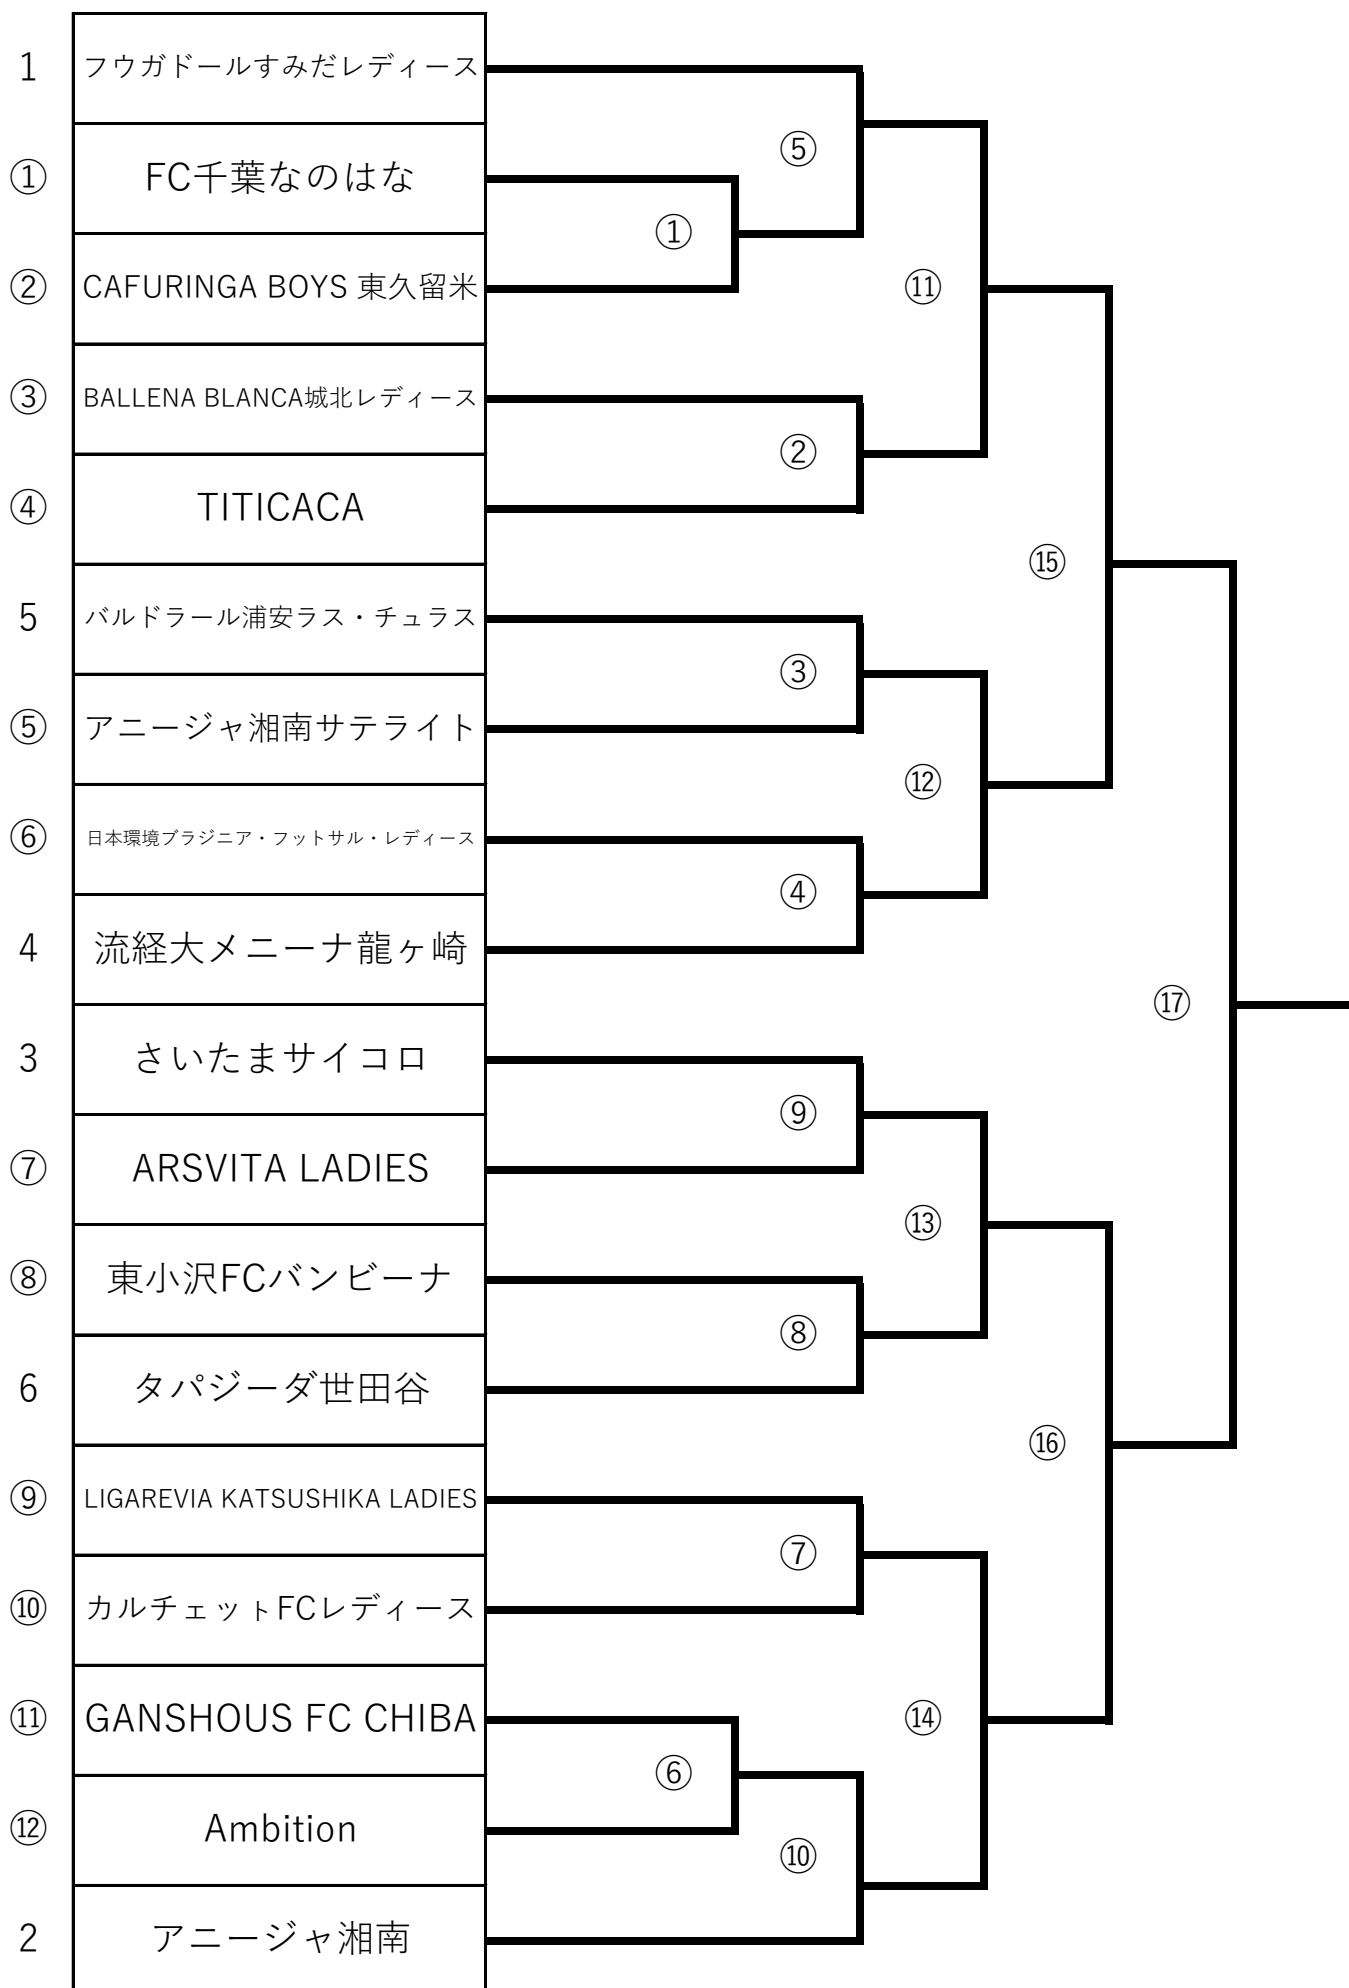 1 フウガドールすみだレディース
① FC千葉なのはな
② CAFURINGA BOYS 東久留米
③ BALLENA BLANCA城北レディース
④ TITICACA
5 バルドラール浦安ラス・チュラス
⑤ アニージャ湘南サテライト
⑥ 日本環境ブラジニア・フットサル・レディース
4 流経大メニーナ龍ヶ崎
3 さいたまサイコロ
⑦ ARSVITA LADIES
⑧ 東小沢FCバンビーナ
6 タパジーダ世田谷
⑨ LIGAREVIA KATSUSHIKA LADIES
⑩ カルチェットFCレディース
⑪ GANSHOUS FC CHIBA
⑫ Ambition
2 アニージャ湘南
①
⑥
⑤
②
③
④
⑨
⑧
⑦
⑩
⑪
⑫
⑬
⑭
⑮
⑯
⑰